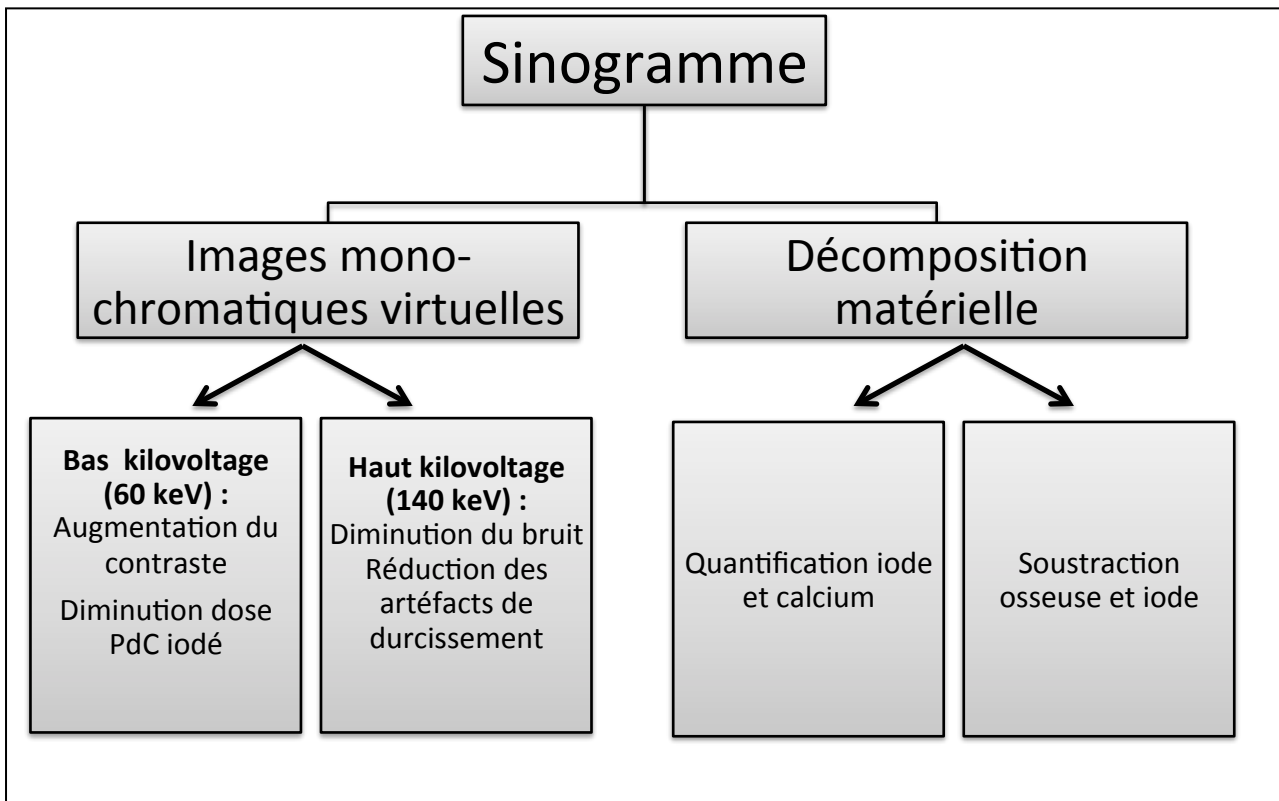 Sinogramme
Images mono-
chromatiques virtuelles
Décomposition
matérielle
Bas kilovoltage
(60 keV) :
Augmentation du
contraste
Diminution dose
PdC iodé
Haut kilovoltage
(140 keV) :
Diminution du bruit
Réduction des
artéfacts de
durcissement
Quantification iode
et calcium
Soustraction
osseuse et iode